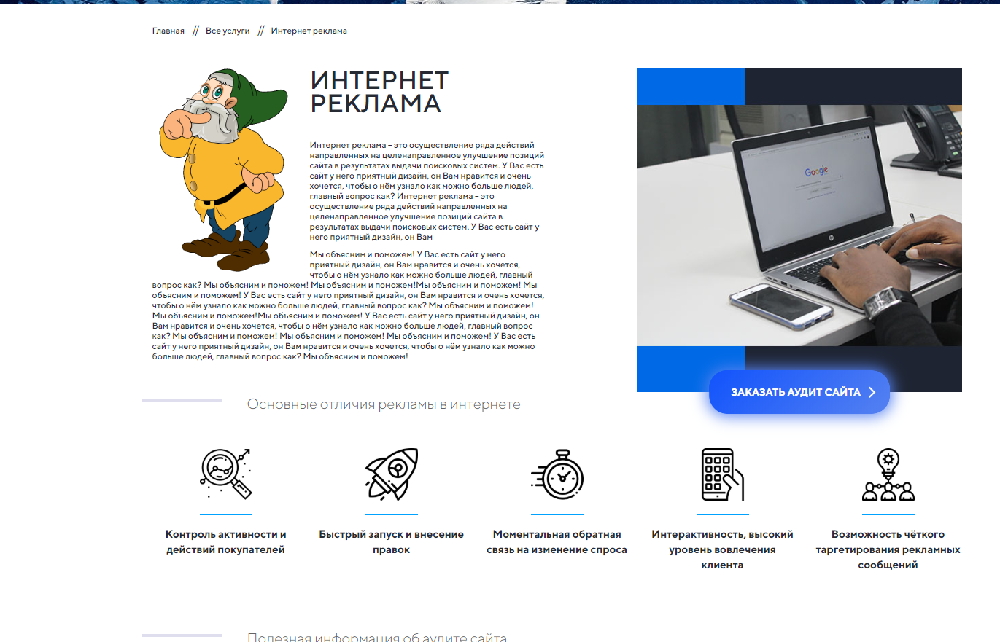 Главная // Все услуги // Интернет реклама
ИНТЕРНЕТ
РЕКЛАМА
Интернет реклама – это осуществление ряда действий
направленных на целенаправленное улучшение позиций
сайта в результатах выдачи поисковых систем. У Вас есть
сайт у него приятный дизайн, он Вам нравится и очень
хочется, чтобы о нём узнало как можно больше людей,
главный вопрос как? Интернет реклама – это
осуществление ряда действий направленных на
целенаправленное улучшение позиций сайта в
результатах выдачи поисковых систем. У Вас есть сайт у
него приятный дизайн, он Вам
Мы объясним и поможем! У Вас есть сайт у него
приятный дизайн, он Вам нравится и очень хочется,
чтобы о нём узнало как можно больше людей, главный
вопрос как? Мы объясним и поможем! Мы объясним и поможем!Мы объясним и поможем! Мы
объясним и поможем! У Вас есть сайт у него приятный дизайн, он Вам нравится и очень хочется,
чтобы о нём узнало как можно больше людей, главный вопрос как? Мы объясним и поможем!
Мы объясним и поможем!Мы объясним и поможем! У Вас есть сайт у него приятный дизайн, он
Вам нравится и очень хочется, чтобы о нём узнало как можно больше людей, главный вопрос
как? Мы объясним и поможем! Мы объясним и поможем! Мы объясним и поможем! У Вас есть
сайт у него приятный дизайн, он Вам нравится и очень хочется, чтобы о нём узнало как можно
больше людей, главный вопрос как? Мы объясним и поможем!
Google
hp
ЗАКАЗАТЬ АУДИТ САЙТА
Основные отличия рекламы в интернете
Контроль активности и
действий покупателей
Быстрый запуск и внесение
правок
Моментальная обратная
связь на изменение спроса
Интерактивность, высокий
уровень вовлечения
клиента
Возможность чёткого
таргетирования рекламных
сообщений
Полезная информация об аудите сайта